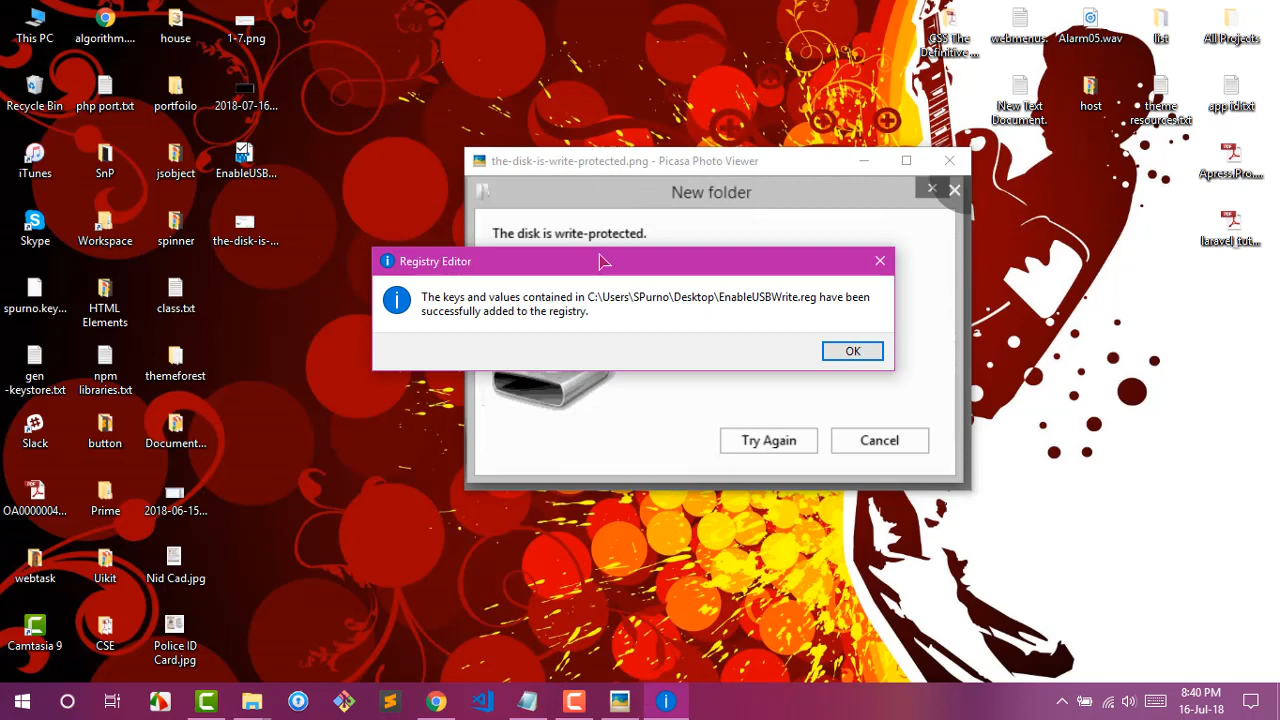 This PC
algorithm....
house
1-7.png
CSS The
Definitive ...
webmenus.
Alarm05.wav
list
All Projects
Recycle Bin
php port.txt
portfoilo
2018-07-16...
New Text
Document.
host
theme
resources.txt
app id.txt
iTunes
SnP
jsobject
EnableUSB...
Apress.Pro....
Skype
Workspace
spinner
the-disk-is-...
laravel_tut...
spurno.key...
HTML
Elements
class.txt
gen
-keystore.txt
npm
libraries.txt
themeforest
Slack
button
Document...
OA0000004...
Prime
2018-06-15...
webtask
Uikit
Nid Cad.jpg
Camtasia 9
CSE
Police ID
Card.jpg
the-disk-is-write-protected.png - Picasa Photo Viewer
New folder
The disk is write-protected.
Registry Editor
The keys and values contained in C:\Users\SPurno\Desktop\EnableUSBWrite.reg have been
successfully added to the registry.
OK
Try Again
Cancel
8:40 PM
16-Jul-18